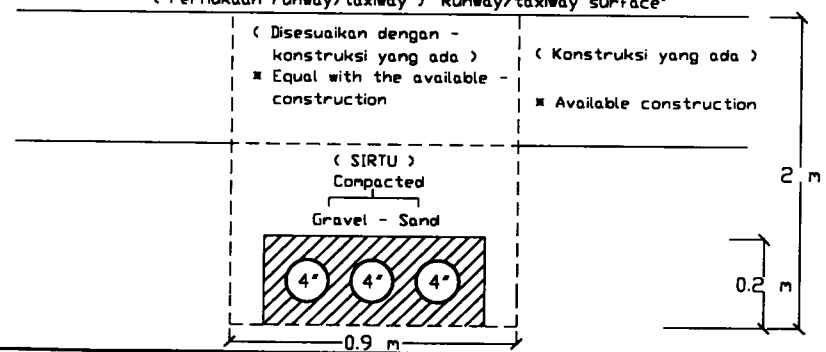 ( Permukaan runway/taxiway ) Runway/taxiway surface
( Disesuaikan dengan -
konstruksi yang ada )
* Equal with the available -
construction
( Konstruksi yang ada )
* Available construction
( SIRTU )
Compacted
Gravel - Sand
4" 4" 4"
2 m
0.2 m
0.9 m